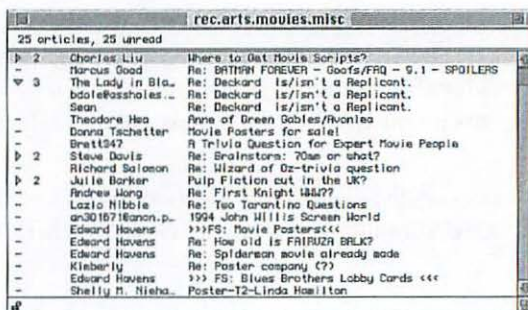 rec.arts.movies.misc
25 articles, 25 unread
2 Charles Liu Where to Get Movie Scripts?
- Marcus Good Re: BATMAN FOREVER - Goofs/FAQ - 9.1 - SPOILERS
3 The Lady in Bla… Re: Deckard Is/Isn't a Replicant.
bdole@assholes… Re: Deckard Is/Isn't a Replicant.
Sean Re: Deckard Is/Isn't a Replicant.
- Theodore Hwa Anne of Green Gables/Avonlea
- Donna Tschetter Movie Posters for sale!
- Brett347 A Trivia Question for Expert Movie People
2 Steve Davis Re: Brainstorm: 70mm or what?
- Richard Salomon Re: Wizard of Oz-trivia question
2 Julie Barker Pulp Fiction cut in the UK?
- Andrew Wong Re: First Knight
- Lazlo Nibble Re: Two Tarantino Questions
- an301671@anon.p… 1994 John Willis Screen World
- Edward Havens >>>FS: Movie Posters<<<
- Edward Havens Re: How old is FAIRUZA BALK?
- Edward Havens Re: Spiderman movie already made
- Kimberly Re: Poster company (?)
- Edward Havens >>> FS: Blues Brothers Lobby Cards <<<
- Shelly M. Nieha… Poster-T2-Linda Hamilton